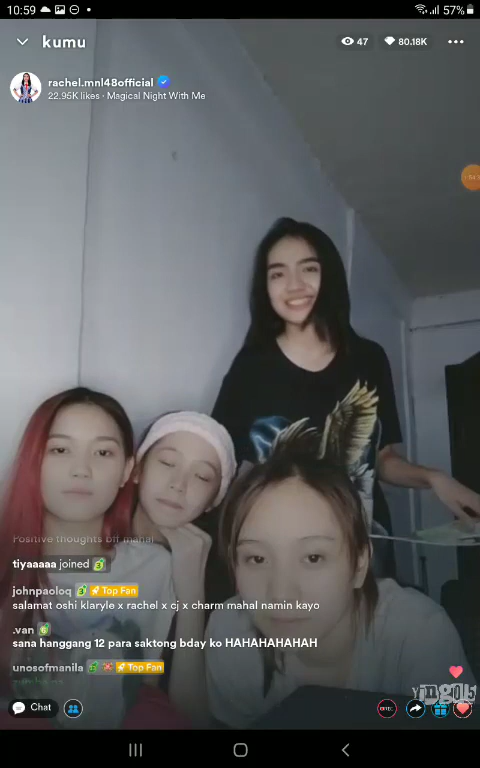 10:59
57%
kumu
47
80.18K
rachel.mnl48official
22.95K likes · Magical Night With Me
Positive thoughts bff mahal
tiyaaaaa joined
johnpaoloq Top Fan
salamat oshi klaryle x rachel x cj x charm mahal namin kayo
.van
sana hanggang 12 para saktong bday ko HAHAHAHAHAH
unosofmanila Top Fan
Chat